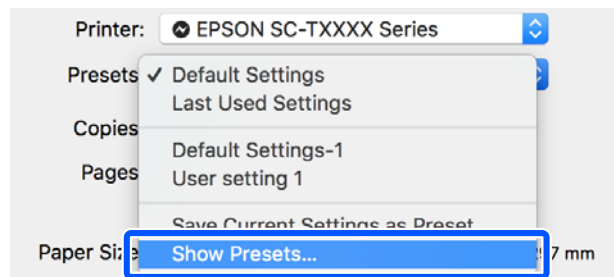 Printer: EPSON SC-TXXXX Series
Presets ✓ Default Settings
Last Used Settings
Copies
Default Settings-1
Pages User setting 1
Save Current Settings as Preset
Paper Size Show Presets... 7 mm